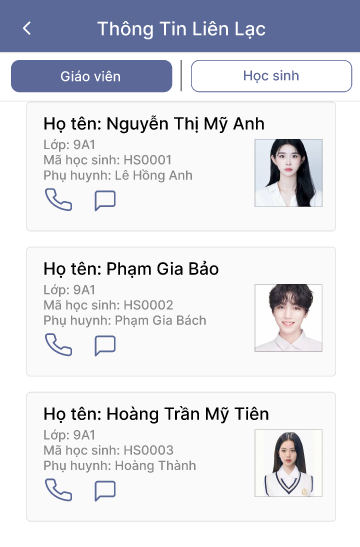 Thông Tin Liên Lạc
Giáo viên
Học sinh
Họ tên: Nguyễn Thị Mỹ Anh
Lớp: 9A1
Mã học sinh: HS0001
Phụ huynh: Lê Hồng Anh
Họ tên: Phạm Gia Bảo
Lớp: 9A1
Mã học sinh: HS0002
Phụ huynh: Phạm Gia Bách
Họ tên: Hoàng Trần Mỹ Tiên
Lớp: 9A1
Mã học sinh: HS0003
Phụ huynh: Hoàng Thành